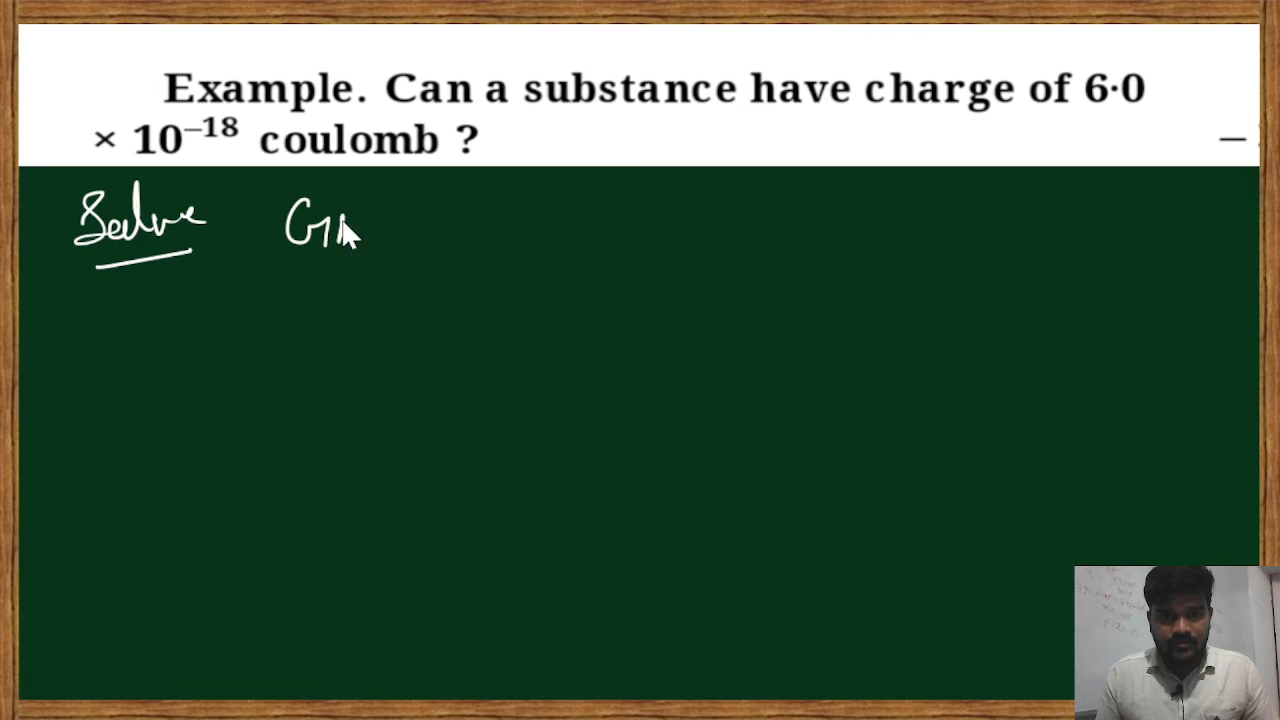 Example. Can a substance have charge of 6·0
× 10⁻¹⁸ coulomb ? –
Solve G